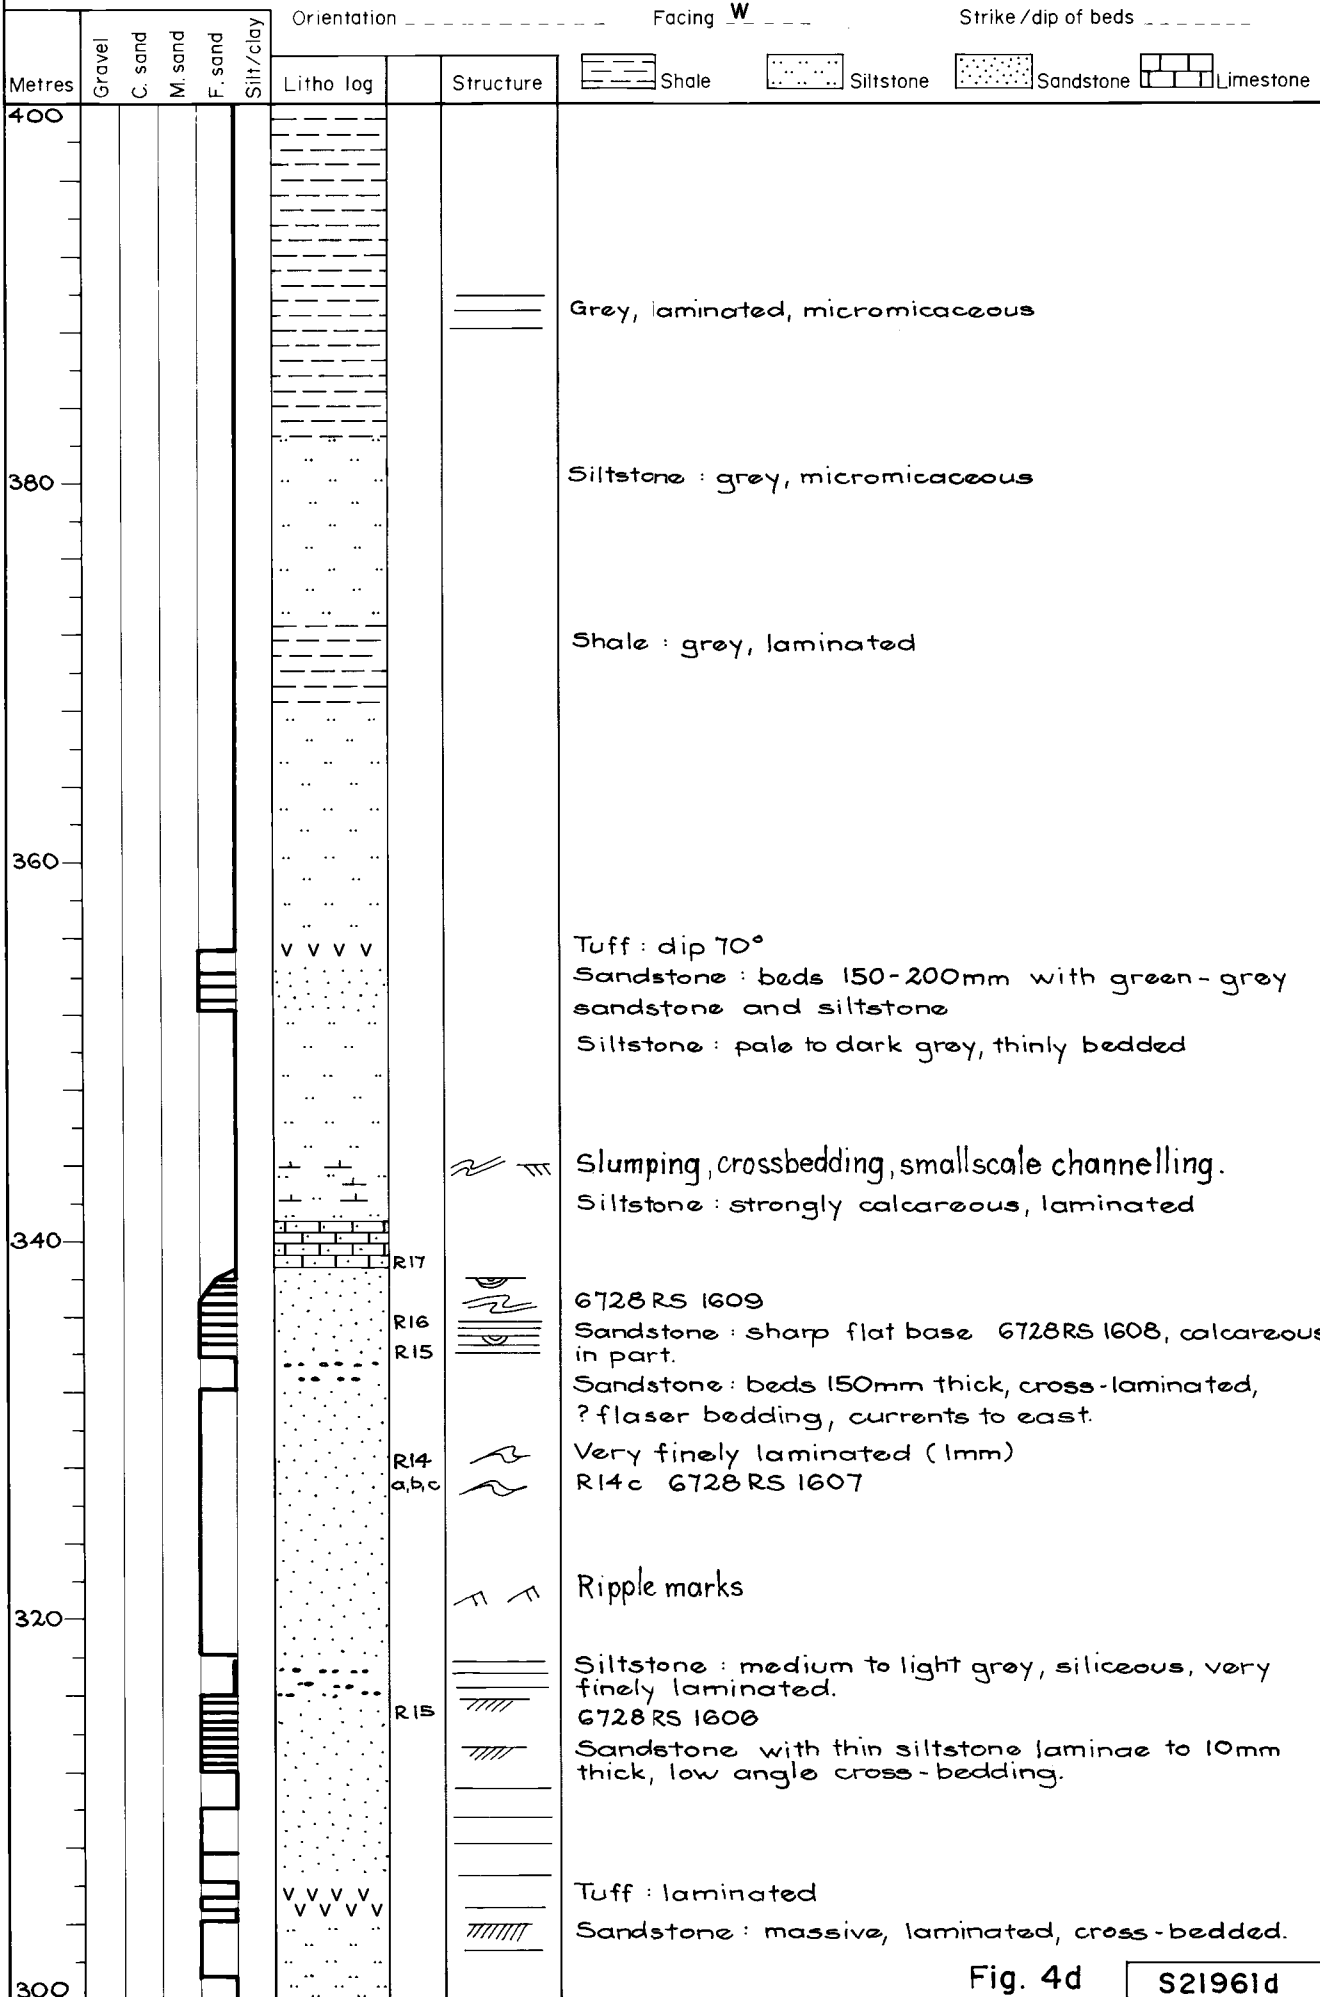 Orientation Facing W Strike/dip of beds
Metres Gravel C. sand M. sand F. sand Silt/clay Litho log Structure Shale Siltstone Sandstone Limestone
400
Grey, laminated, micromicaceous
380 Siltstone : grey, micromicaceous
Shale : grey, laminated
360
V V V V Tuff : dip 70°
Sandstone : beds 150-200mm with green-grey
sandstone and siltstone
Siltstone : pale to dark grey, thinly bedded
Slumping, crossbedding, smallscale channelling.
Siltstone : strongly calcareous, laminated
340
R17
6728 RS 1609
R16
Sandstone : sharp flat base 6728RS 1608, calcareous
R15 in part.
Sandstone : beds 150mm thick, cross-laminated,
? flaser bedding, currents to east.
R14 Very finely laminated (1mm)
a,b,c R14c 6728 RS 1607
Ripple marks
320
Siltstone : medium to light grey, siliceous, very
finely laminated.
R15 6728 RS 1606
Sandstone with thin siltstone laminae to 10mm
thick, low angle cross-bedding.
V V V V Tuff : laminated
V V V V
Sandstone : massive, laminated, cross-bedded.
300 Fig. 4d S21961d